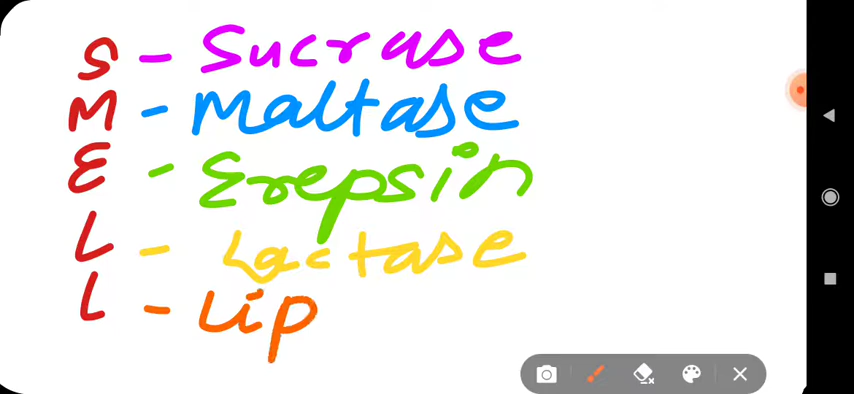 S - Sucrase
M - Maltase
E - Erepsin
L - Lactase
L - Lip